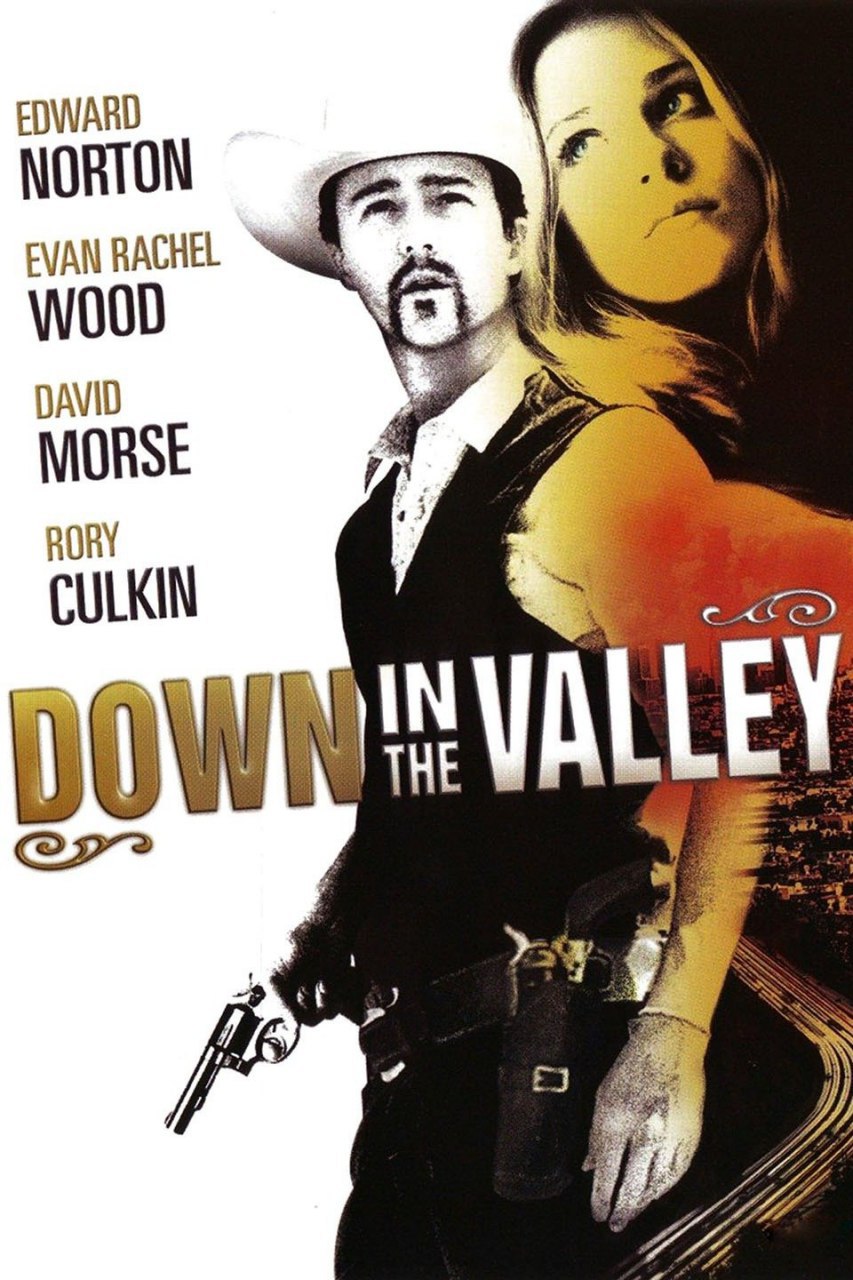 EDWARD
NORTON
EVAN RACHEL
WOOD
DAVID
MORSE
RORY
CULKIN
DOWN IN THE VALLEY